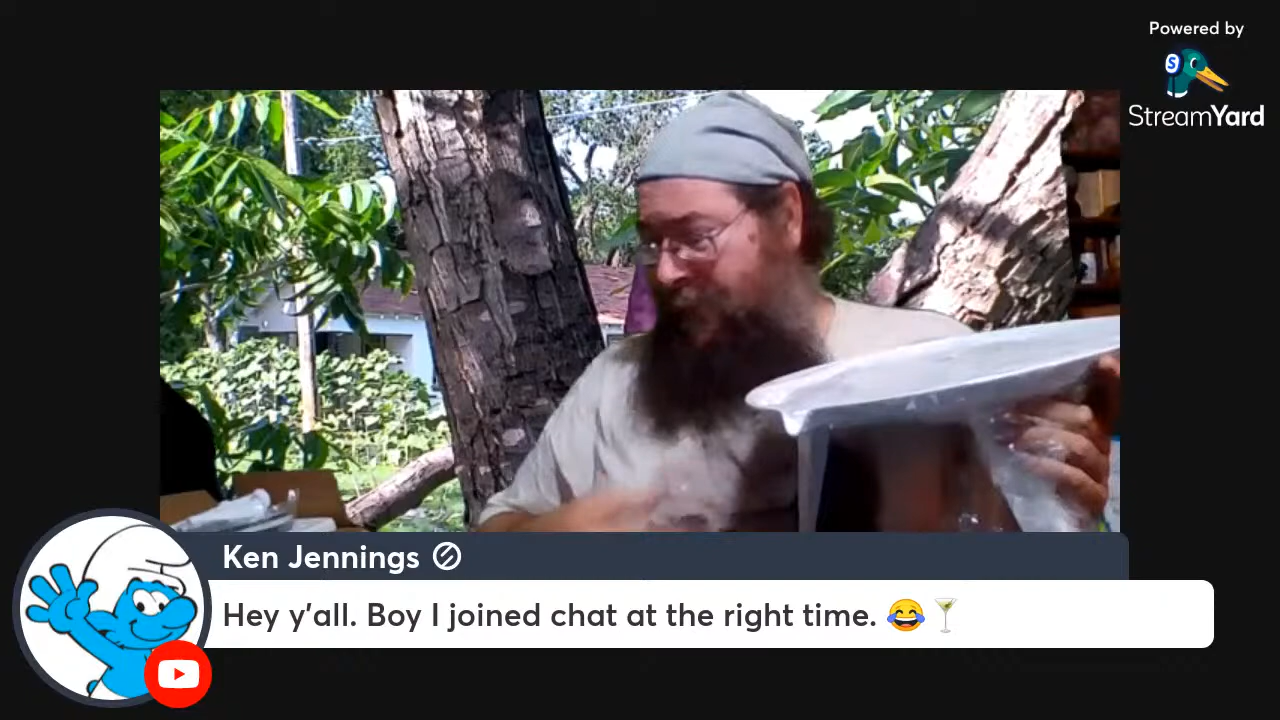 Powered by
StreamYard
Ken Jennings
Hey y'all. Boy I joined chat at the right time. 😂🍸